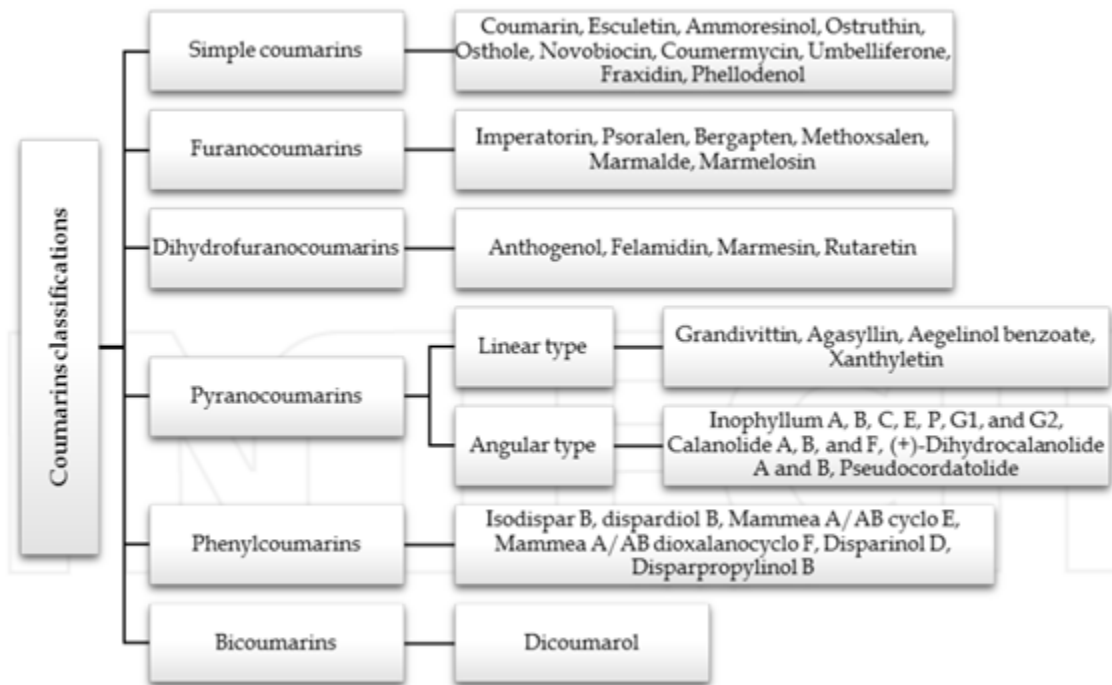 Coumarins classifications
Simple coumarins
Coumarin, Esculetin, Ammoresinol, Ostruthin,
Osthole, Novobiocin, Coumermycin, Umbelliferone,
Fraxidin, Phellodenol
Furanocoumarins
Imperatorin, Psoralen, Bergapten, Methoxsalen,
Marmalde, Marmelosin
Dihydrofuranocoumarins
Anthogenol, Felamidin, Marmesin, Rutaretin
Pyranocoumarins
Linear type
Grandivittin, Agasyllin, Aegelinol benzoate,
Xanthyletin
Angular type
Inophyllum A, B, C, E, P, G1, and G2,
Calanolide A, B, and F, (+)-Dihydrocalanolide
A and B, Pseudocordatolide
Phenylcoumarins
Isodispar B, dispardiol B, Mammea A/AB cyclo E,
Mammea A/AB dioxalanocyclo F, Disparinol D,
Disparpropylinol B
Bicoumarins
Dicoumarol